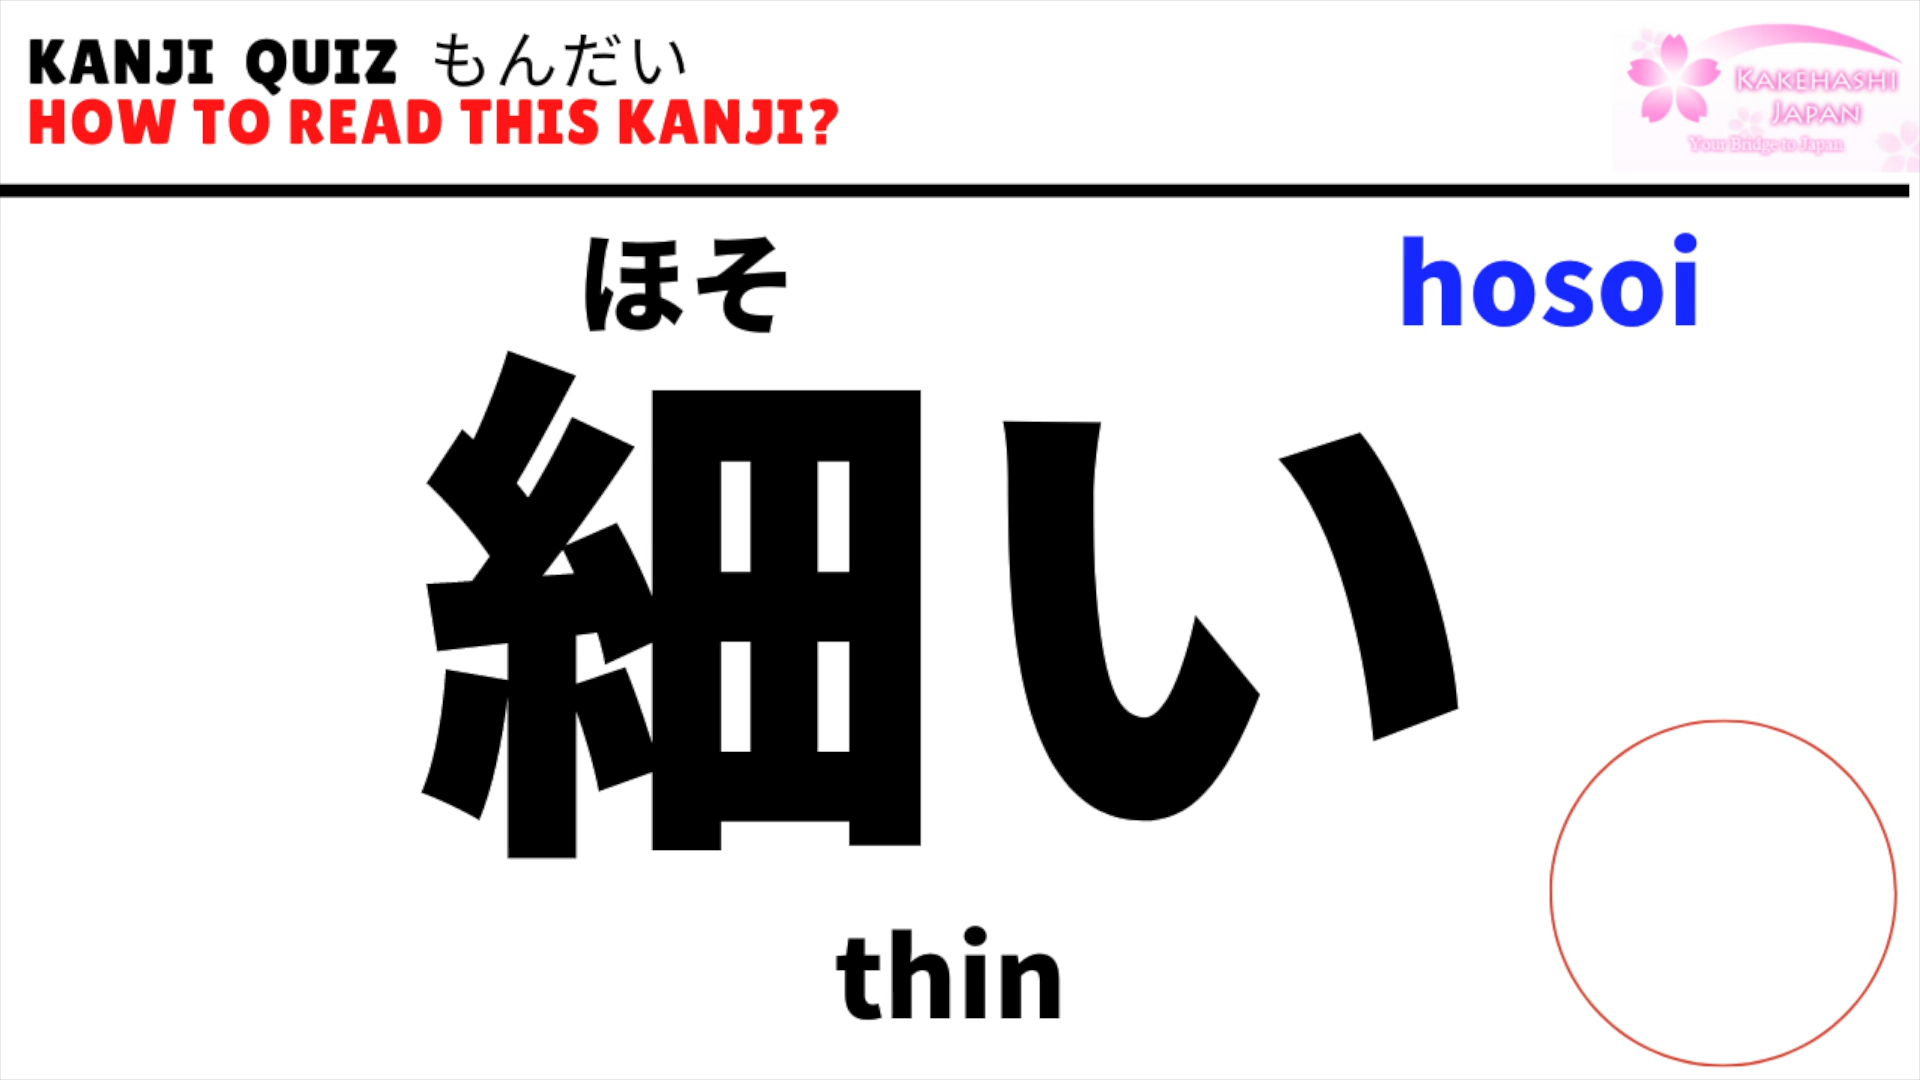 KANJI QUIZ もんだい
HOW TO READ THIS KANJI?
KAKEHASHI
JAPAN
Your Bridge to Japan
ほそ
hosoi
細い
thin